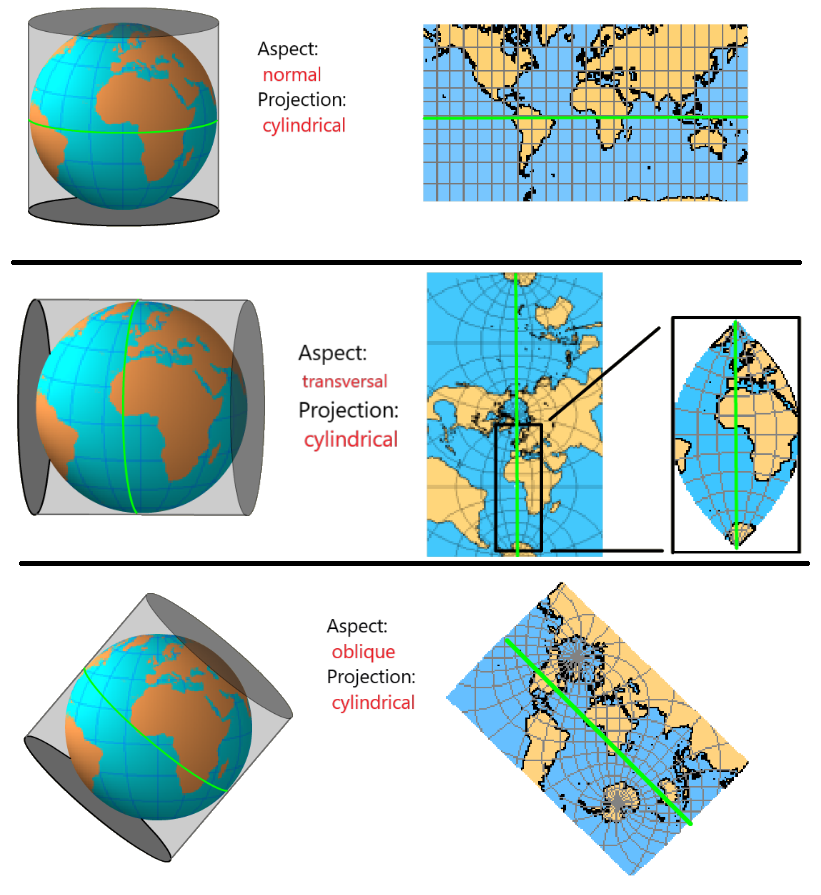 Aspect:
normal
Projection:
cylindrical
Aspect:
transversal
Projection:
cylindrical
Aspect:
oblique
Projection:
cylindrical